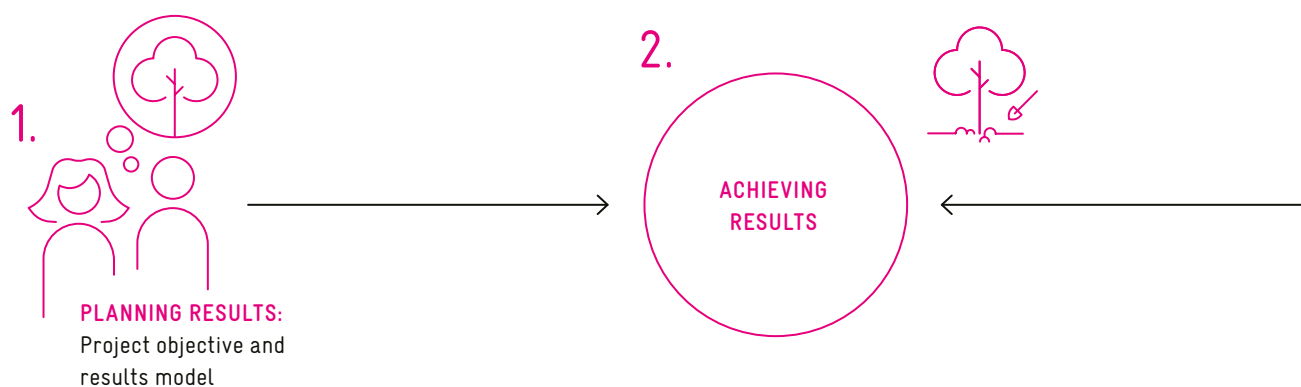 1.
PLANNING RESULTS:
Project objective and
results model
2.
ACHIEVING
RESULTS